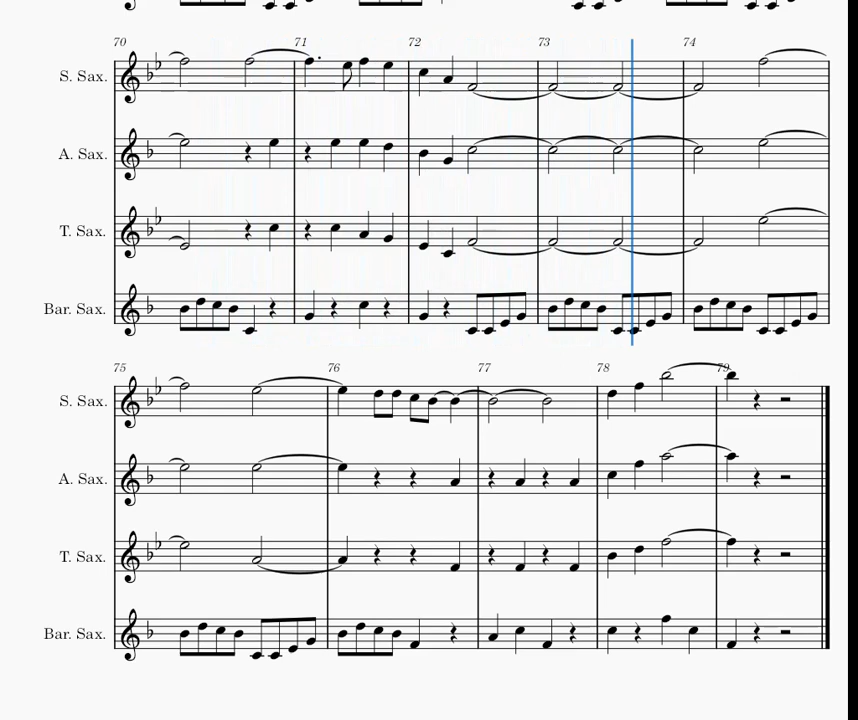 70 71 72 73 74
S. Sax.
A. Sax.
T. Sax.
Bar. Sax.
75 76 77 78 79
S. Sax.
A. Sax.
T. Sax.
Bar. Sax.